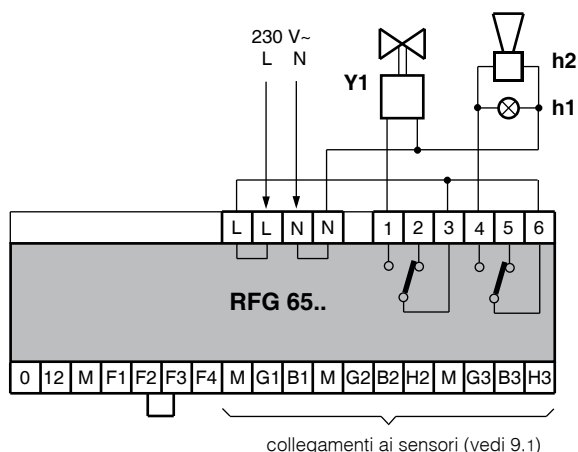 230 V~
L N
Y1
h2
h1
L L N N 1 2 3 4 5 6
RFG 65..
0 12 M F1 F2 F3 F4 M G1 B1 M G2 B2 H2 M G3 B3 H3
collegamenti ai sensori (vedi 9.1)